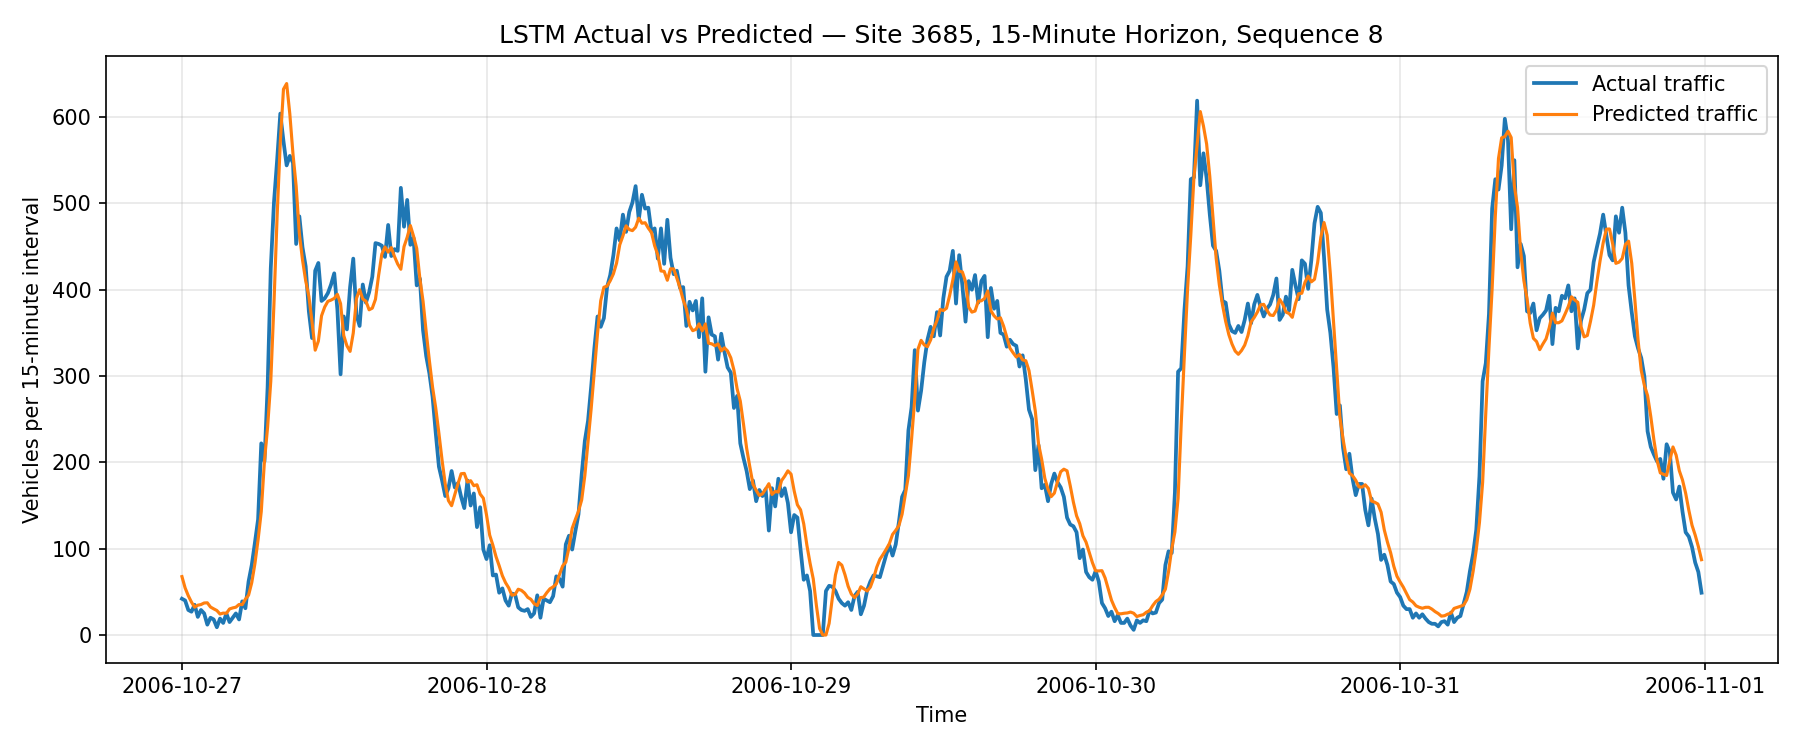 LSTM Actual vs Predicted — Site 3685, 15-Minute Horizon, Sequence 8
Actual traffic
Predicted traffic
Vehicles per 15-minute interval
600
500
400
300
200
100
0
2006-10-27
2006-10-28
2006-10-29
2006-10-30
2006-10-31
2006-11-01
Time